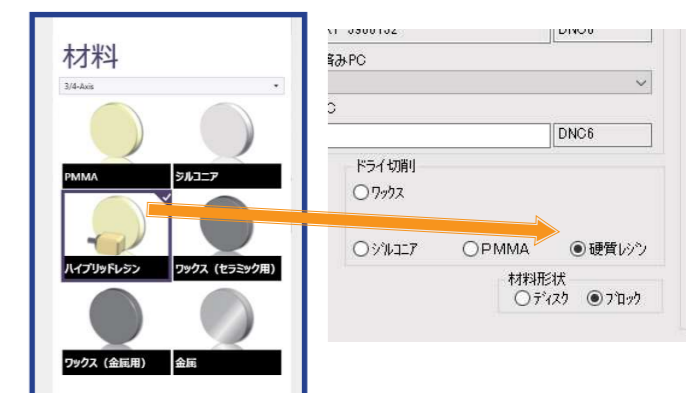 材料
3/4-Axis
PMMA
ジルコニア
ハイブリッドレジン
ワックス（セラミック用）
ワックス（金属用）
金属
済みPC
DNC6
ドライ切削
ワックス
ジルコニア
PMMA
硬質レジン
材料形状
ディスク
ブロック